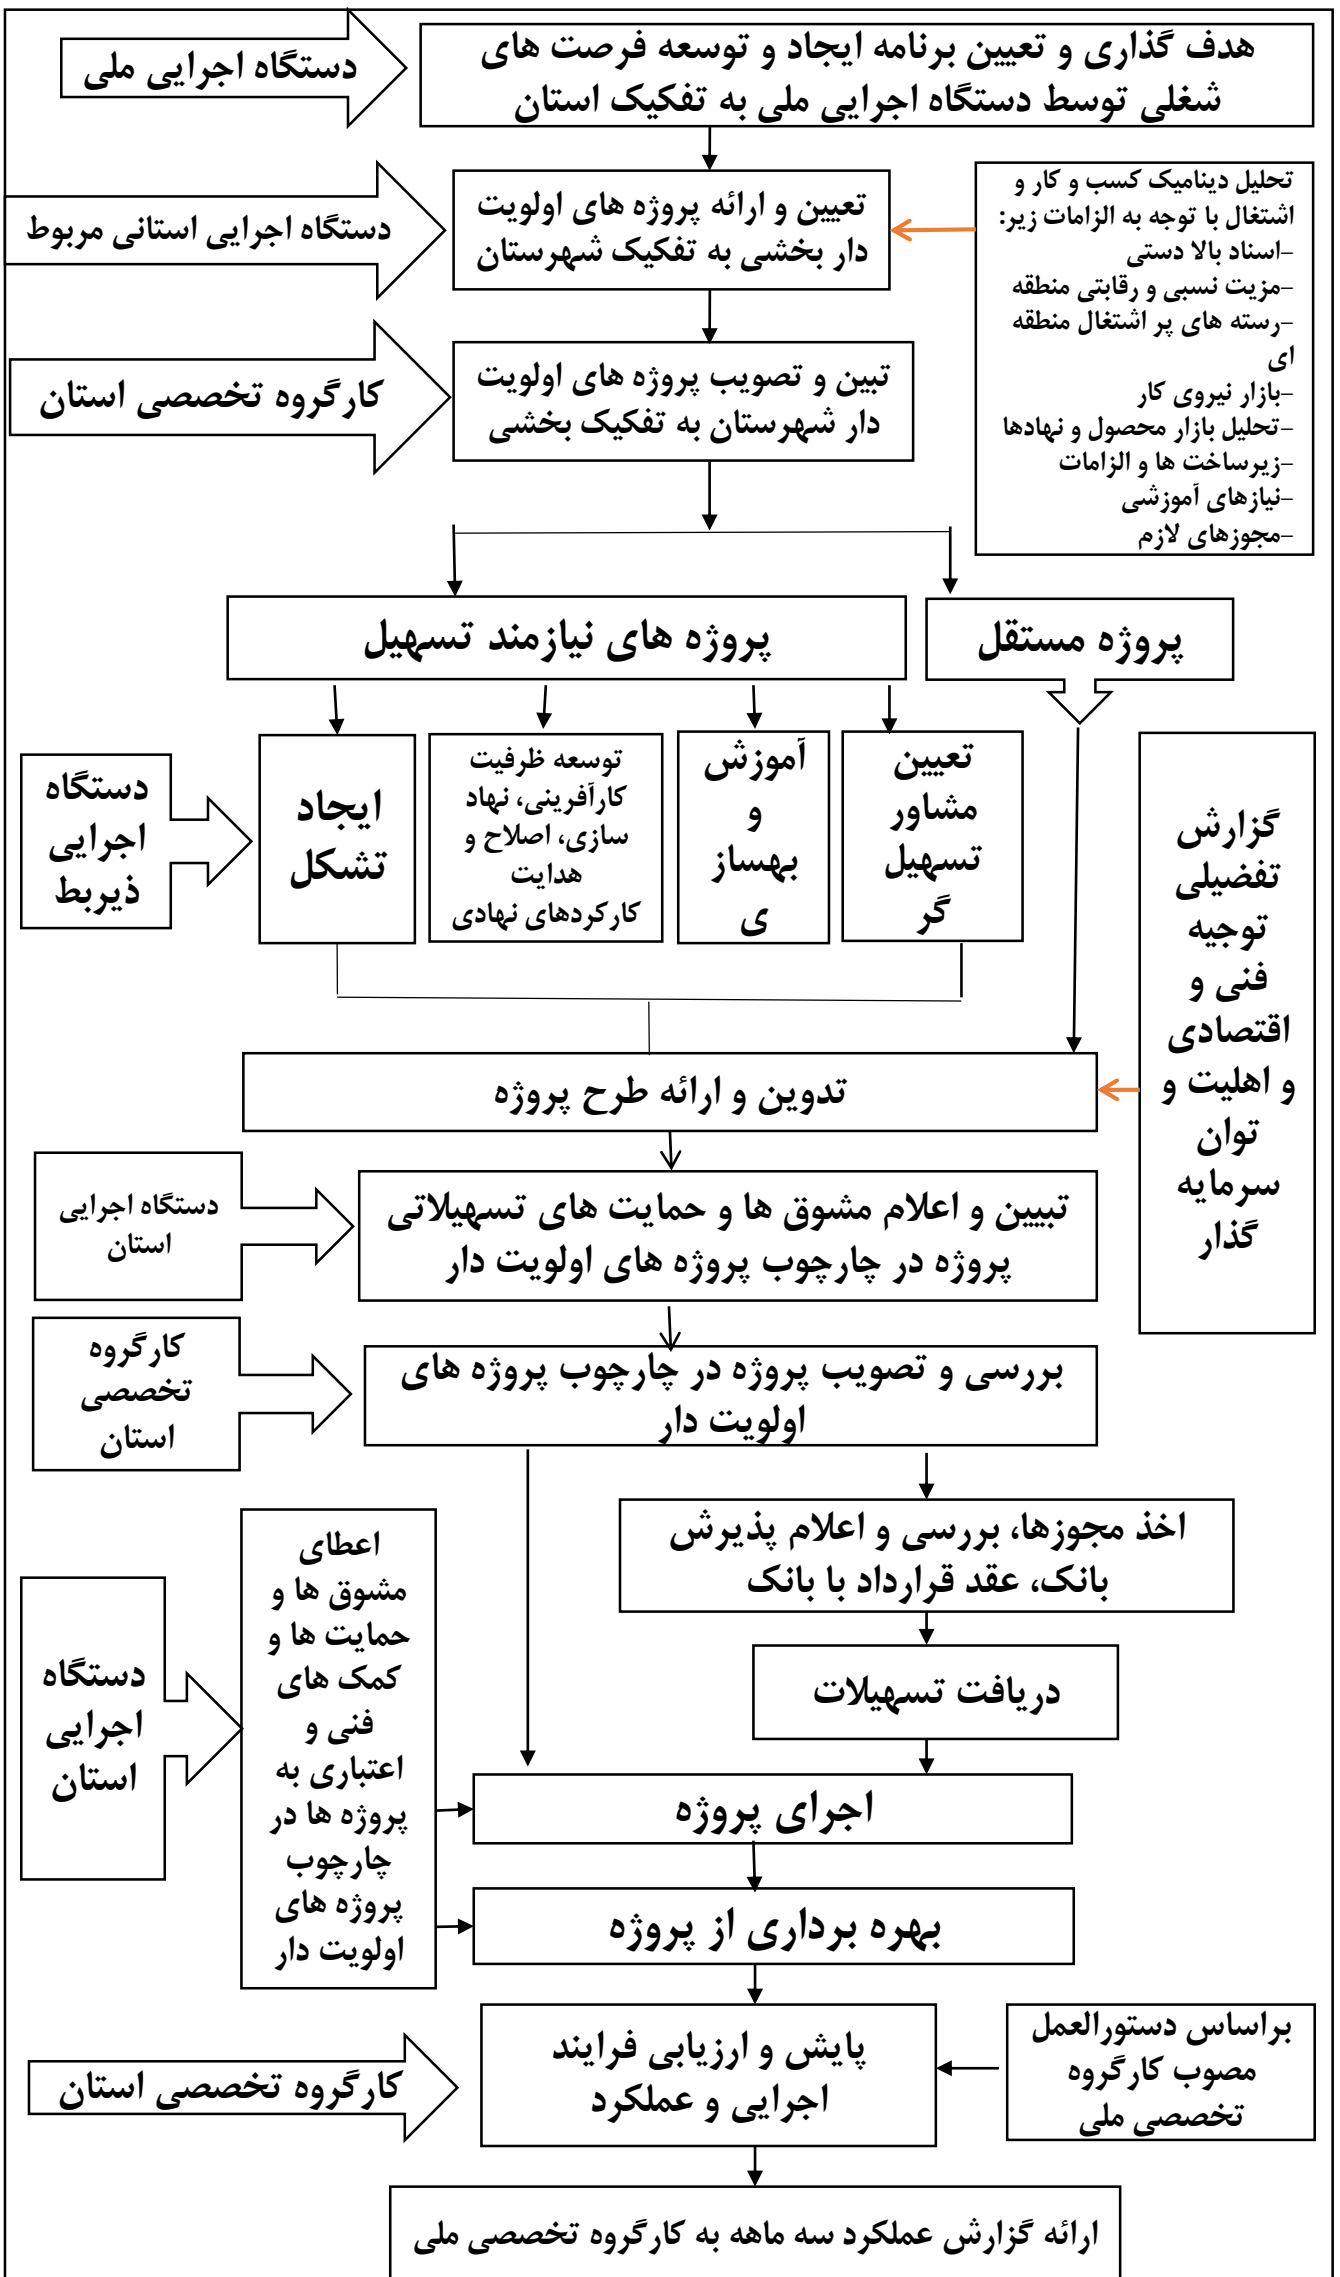 هدف گذاری و تعیین برنامه ایجاد و توسعه فرصت های
شغلی توسط دستگاه اجرایی ملی به تفکیک استان
دستگاه اجرایی ملی
تعیین و ارائه پروژه های اولویت
دار بخشی به تفکیک شهرستان
دستگاه اجرایی استانی مربوط
تحلیل دینامیک کسب و کار و
اشتغال با توجه به الزامات زیر:
-اسناد بالا دستی
-مزیت نسبی و رقابتی منطقه
-رسته های پر اشتغال منطقه
ای
-بازار نیروی کار
-تحلیل بازار محصول و نهادها
-زیرساخت ها و الزامات
-نیازهای آموزشی
-مجوزهای لازم
تبین و تصویب پروژه های اولویت
دار شهرستان به تفکیک بخشی
کارگروه تخصصی استان
پروژه مستقل
پروژه های نیازمند تسهیل
تعیین
مشاور
تسهیل
گر
آموزش
و
بهساز
ی
توسعه ظرفیت
کارآفرینی، نهاد
سازی، اصلاح و
هدایت
کارکردهای نهادی
ایجاد
تشکل
دستگاه
اجرایی
ذیربط
گزارش
تفضیلی
توجیه
فنی و
اقتصادی
و اهلیت و
توان
سرمایه
گذار
تدوین و ارائه طرح پروژه
تبیین و اعلام مشوق ها و حمایت های تسهیلاتی
پروژه در چارچوب پروژه های اولویت دار
دستگاه اجرایی
استان
بررسی و تصویب پروژه در چارچوب پروژه های
اولویت دار
کارگروه
تخصصی
استان
اخذ مجوزها، بررسی و اعلام پذیرش
بانک، عقد قرارداد با بانک
دریافت تسهیلات
اعطای
مشوق ها و
حمایت ها و
کمک های
فنی و
اعتباری به
پروژه ها در
چارچوب
پروژه های
اولویت دار
دستگاه
اجرایی
استان
اجرای پروژه
بهره برداری از پروژه
پایش و ارزیابی فرایند
اجرایی و عملکرد
براساس دستورالعمل
مصوب کارگروه
تخصصی ملی
کارگروه تخصصی استان
ارائه گزارش عملکرد سه ماهه به کارگروه تخصصی ملی